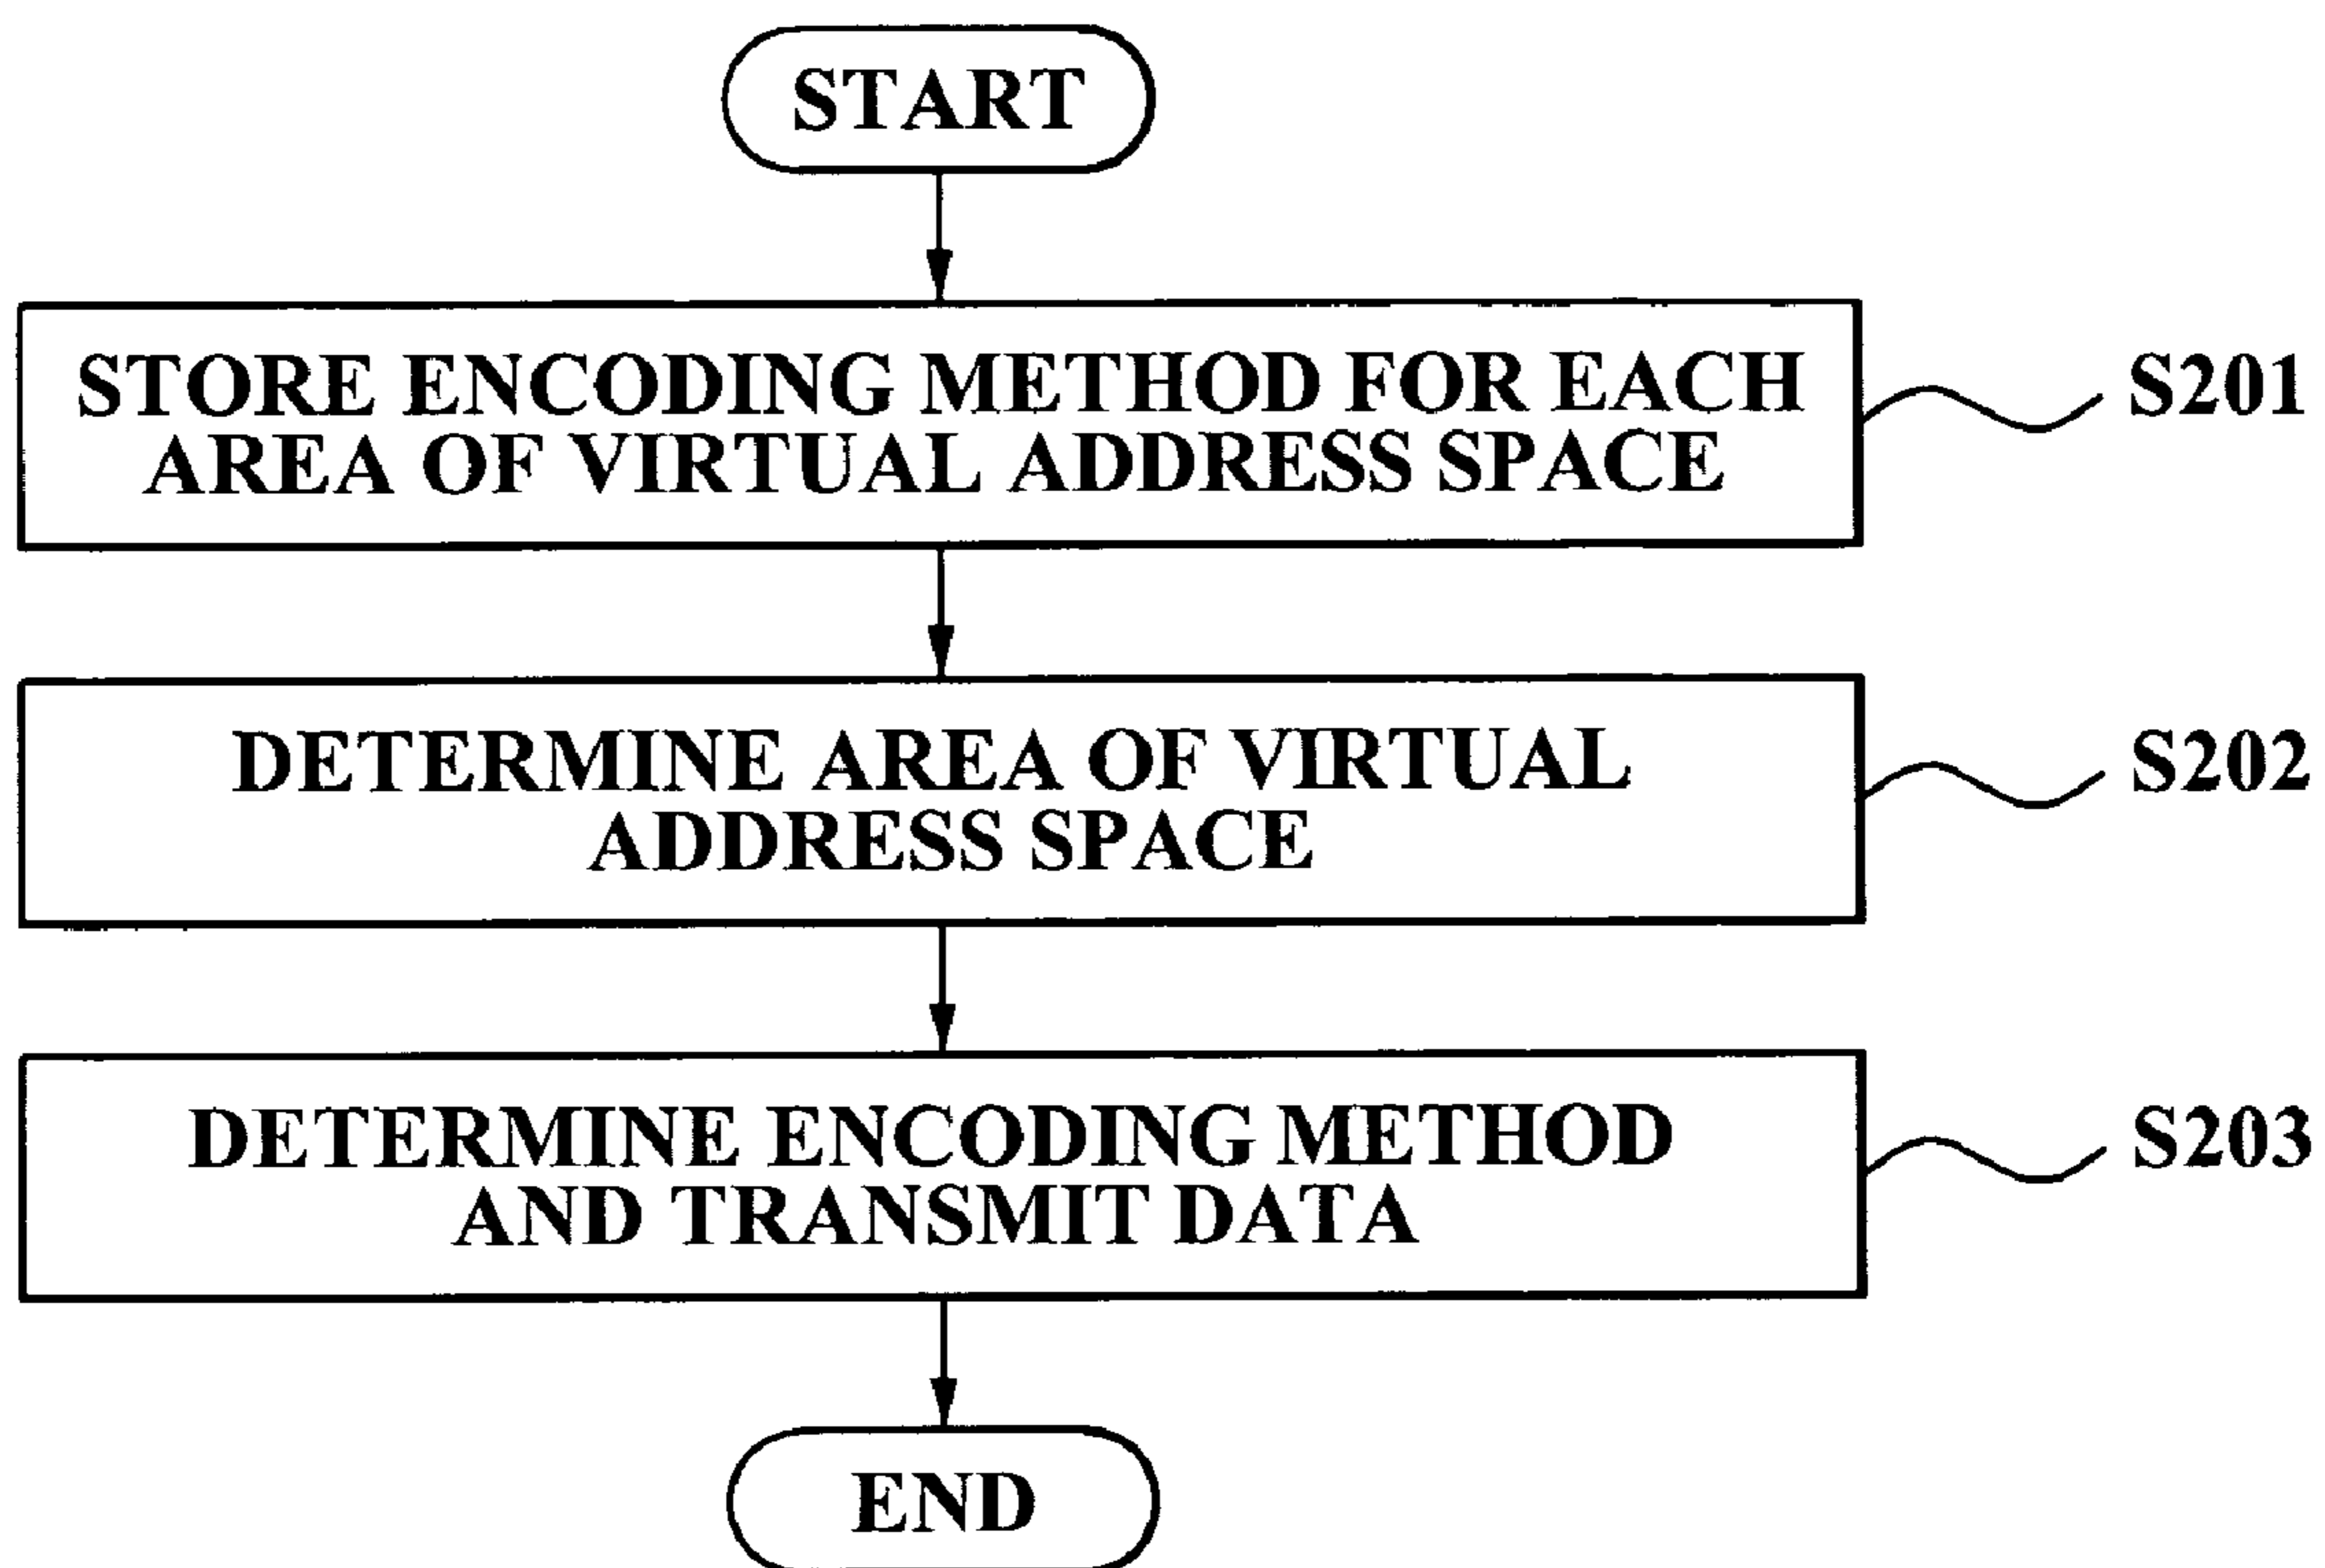 START
STORE ENCODING METHOD FOR EACH
AREA OF VIRTUAL ADDRESS SPACE
S201
DETERMINE AREA OF VIRTUAL
ADDRESS SPACE
S202
DETERMINE ENCODING METHOD
AND TRANSMIT DATA
S203
END